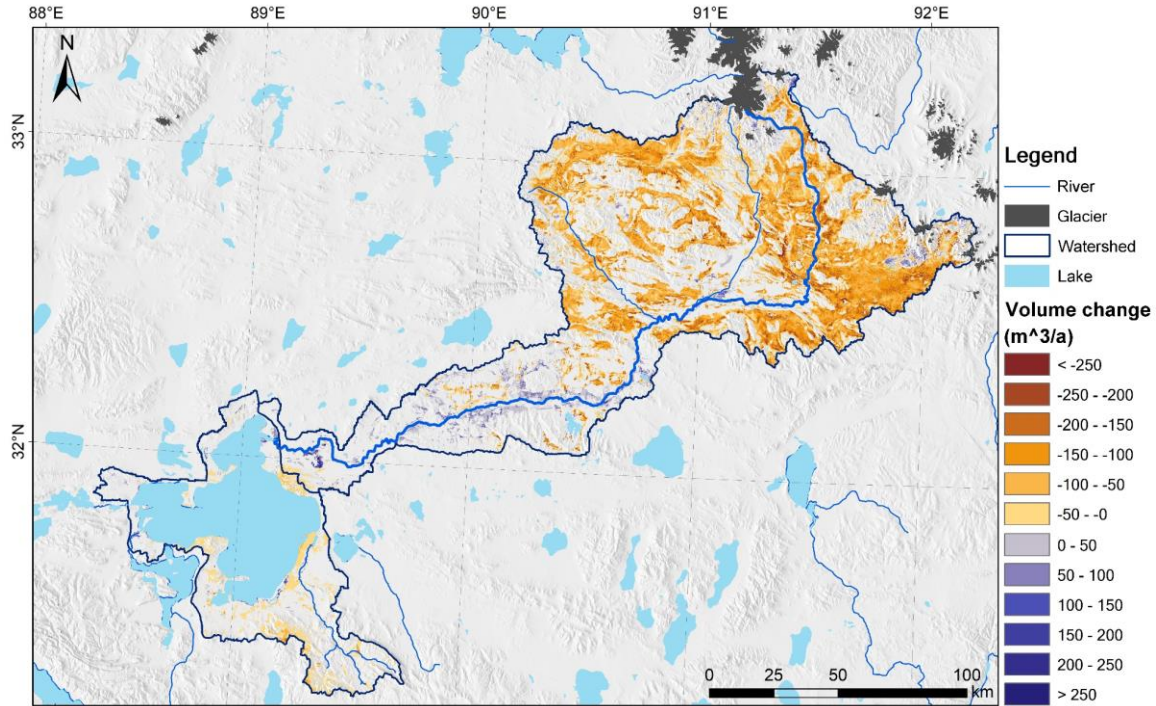 88°E 89°E 90°E 91°E 92°E
N
33°N
32°N
Legend
River
Glacier
Watershed
Lake
Volume change
(m^3/a)
< -250
-250 - -200
-200 - -150
-150 - -100
-100 - -50
-50 - -0
0 - 50
50 - 100
100 - 150
150 - 200
200 - 250
> 250
0 25 50 100
km